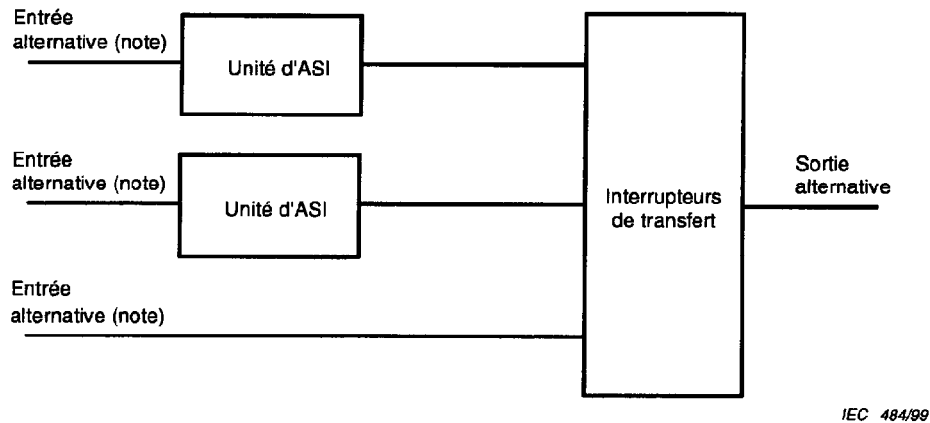 Entrée
alternative (note)
Unité d'ASI
Entrée
alternative (note)
Unité d'ASI
Interrupteurs
de transfert
Sortie
alternative
Entrée
alternative (note)
IEC 484/99